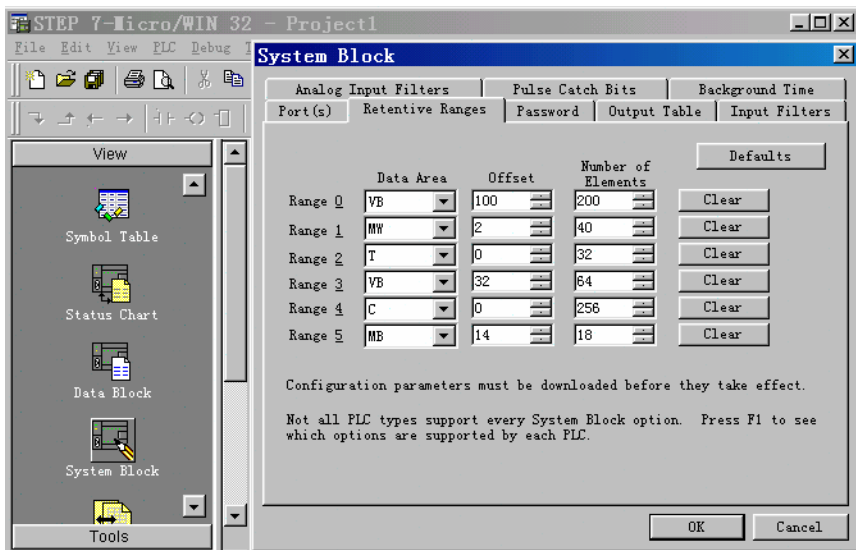 STEP 7-Micro/WIN 32 - Project1
File Edit View PLC Debug
System Block
Analog Input Filters Pulse Catch Bits Background Time
Port(s) Retentive Ranges Password Output Table Input Filters
Defaults
Data Area Offset Number of Elements
Range 0 VB 100 200 Clear
Range 1 MW 2 40 Clear
Range 2 T 0 32 Clear
Range 3 VB 32 64 Clear
Range 4 C 0 256 Clear
Range 5 MB 14 18 Clear
Configuration parameters must be downloaded before they take effect.
Not all PLC types support every System Block option. Press F1 to see
which options are supported by each PLC.
OK Cancel
View
Symbol Table
Status Chart
Data Block
System Block
Tools